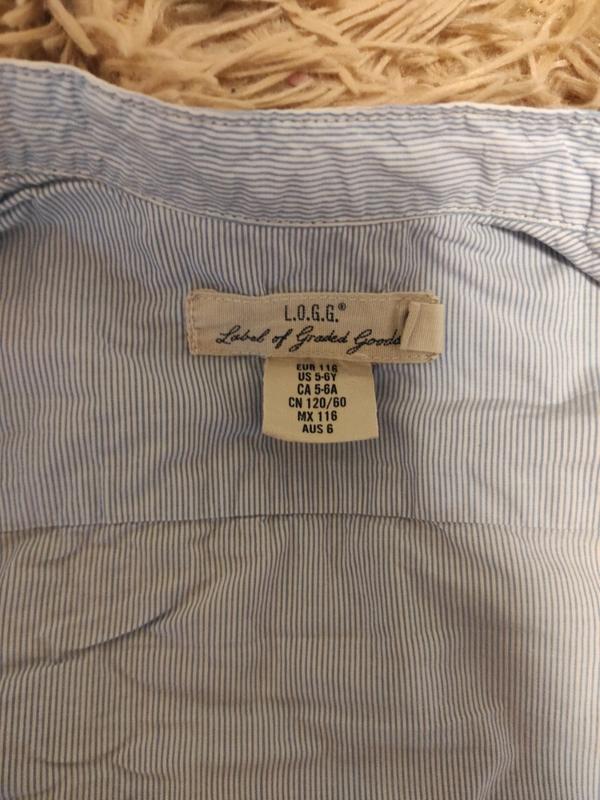 L.O.G.G.®
Label of Graded Goods
EUR 116
US 5-6Y
CA 5-6A
CN 120/60
MX 116
AUS 6